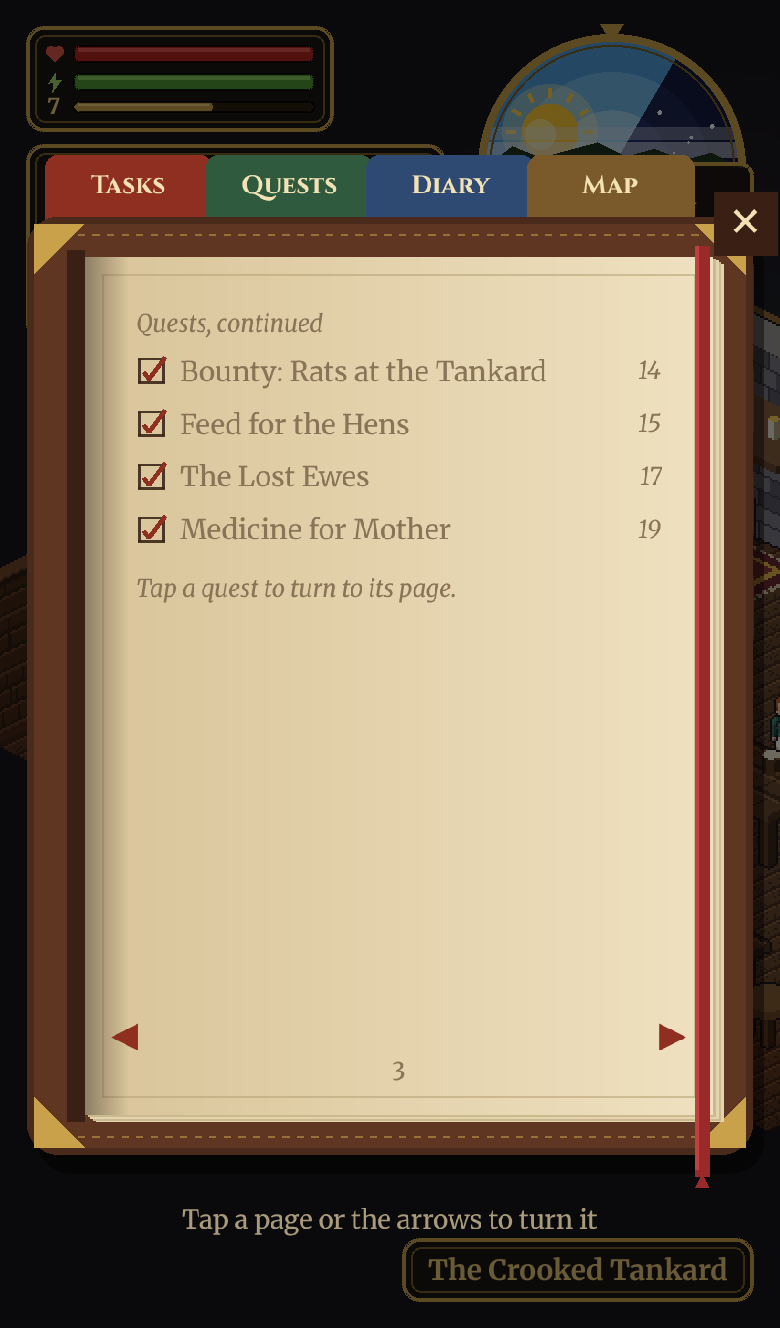 7
Tasks
Quests
Diary
Map
Quests, continued
Bounty: Rats at the Tankard 14
Feed for the Hens 15
The Lost Ewes 17
Medicine for Mother 19
Tap a quest to turn to its page.
3
Tap a page or the arrows to turn it
The Crooked Tankard